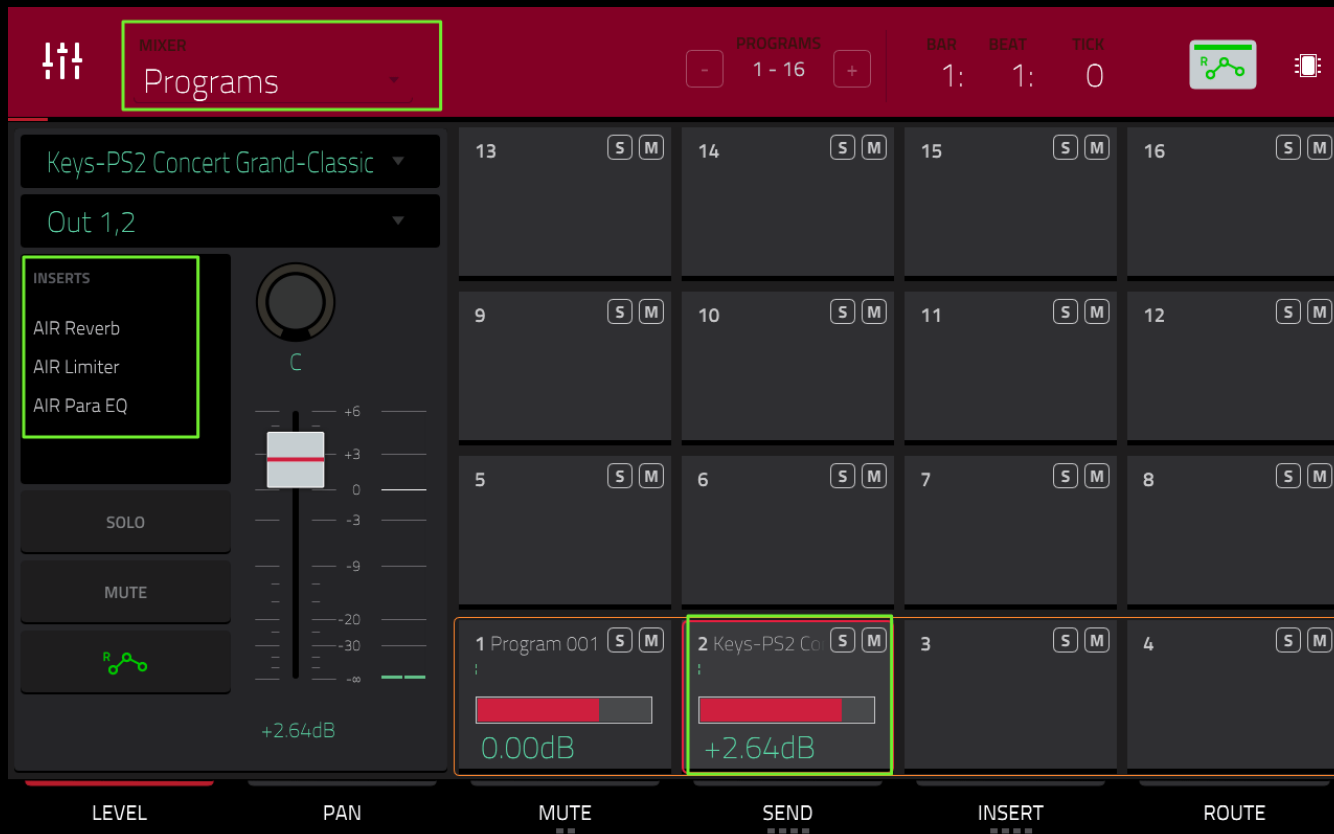 MIXER
Programs
PROGRAMS
- 1 - 16 +
BAR BEAT TICK
1: 1: 0
R
Keys-PS2 Concert Grand-Classic
Out 1,2
INSERTS
AIR Reverb
AIR Limiter
AIR Para EQ
C
+6
+3
0
-3
-9
-20
-30
-∞
+2.64dB
SOLO
MUTE
R
13 S M
14 S M
15 S M
16 S M
9 S M
10 S M
11 S M
12 S M
5 S M
6 S M
7 S M
8 S M
1 Program 001 S M
0.00dB
2 Keys-PS2 Co S M
+2.64dB
3 S M
4 S M
LEVEL PAN MUTE SEND INSERT ROUTE